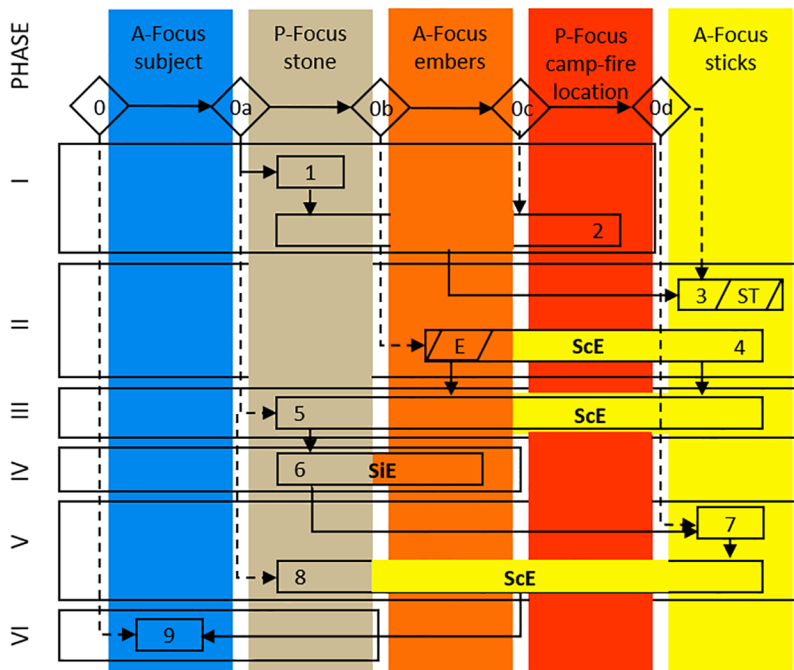 PHASE
A-Focus
subject
P-Focus
stone
A-Focus
embers
P-Focus
camp-fire
location
A-Focus
sticks
0
0a
0b
0c
0d
I
1
2
II
3
ST
E
ScE
4
III
5
ScE
IV
6
SiE
V
7
8
ScE
VI
9